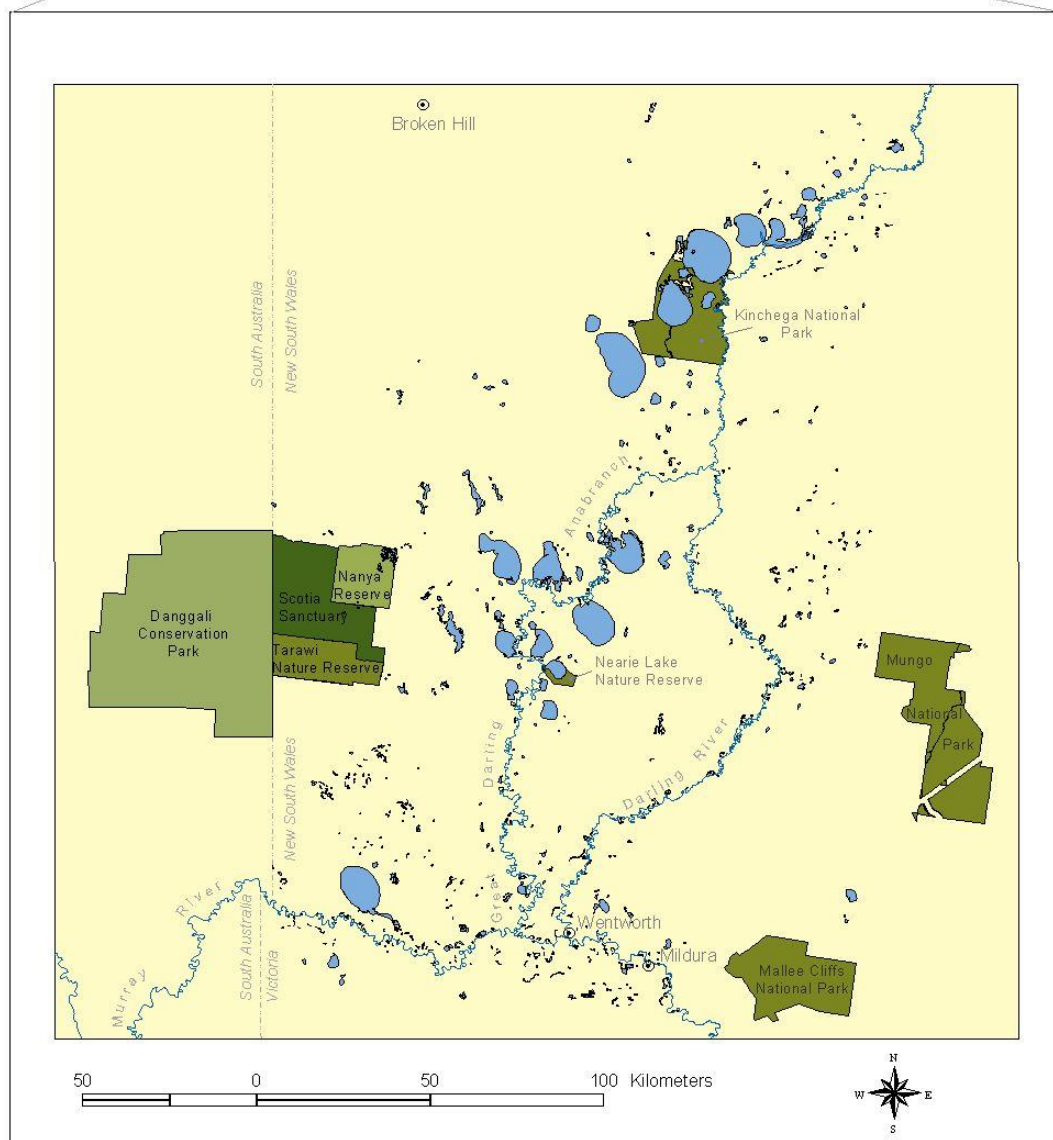 Broken Hill
South Australia
New South Wales
Kinchega National
Park
Anabranch
Nanya
Reserve
Scotia
Sanctuary
Danggali
Conservation
Park
Tarawi
Nature Reserve
Nearie Lake
Nature Reserve
Mungo
National
Park
Darling
Darling River
New South Wales
Great
River
Murray
South Australia
Victoria
Wentworth
Mildura
Mallee Cliffs
National Park
50 0 50 100 Kilometers
N
W E
S